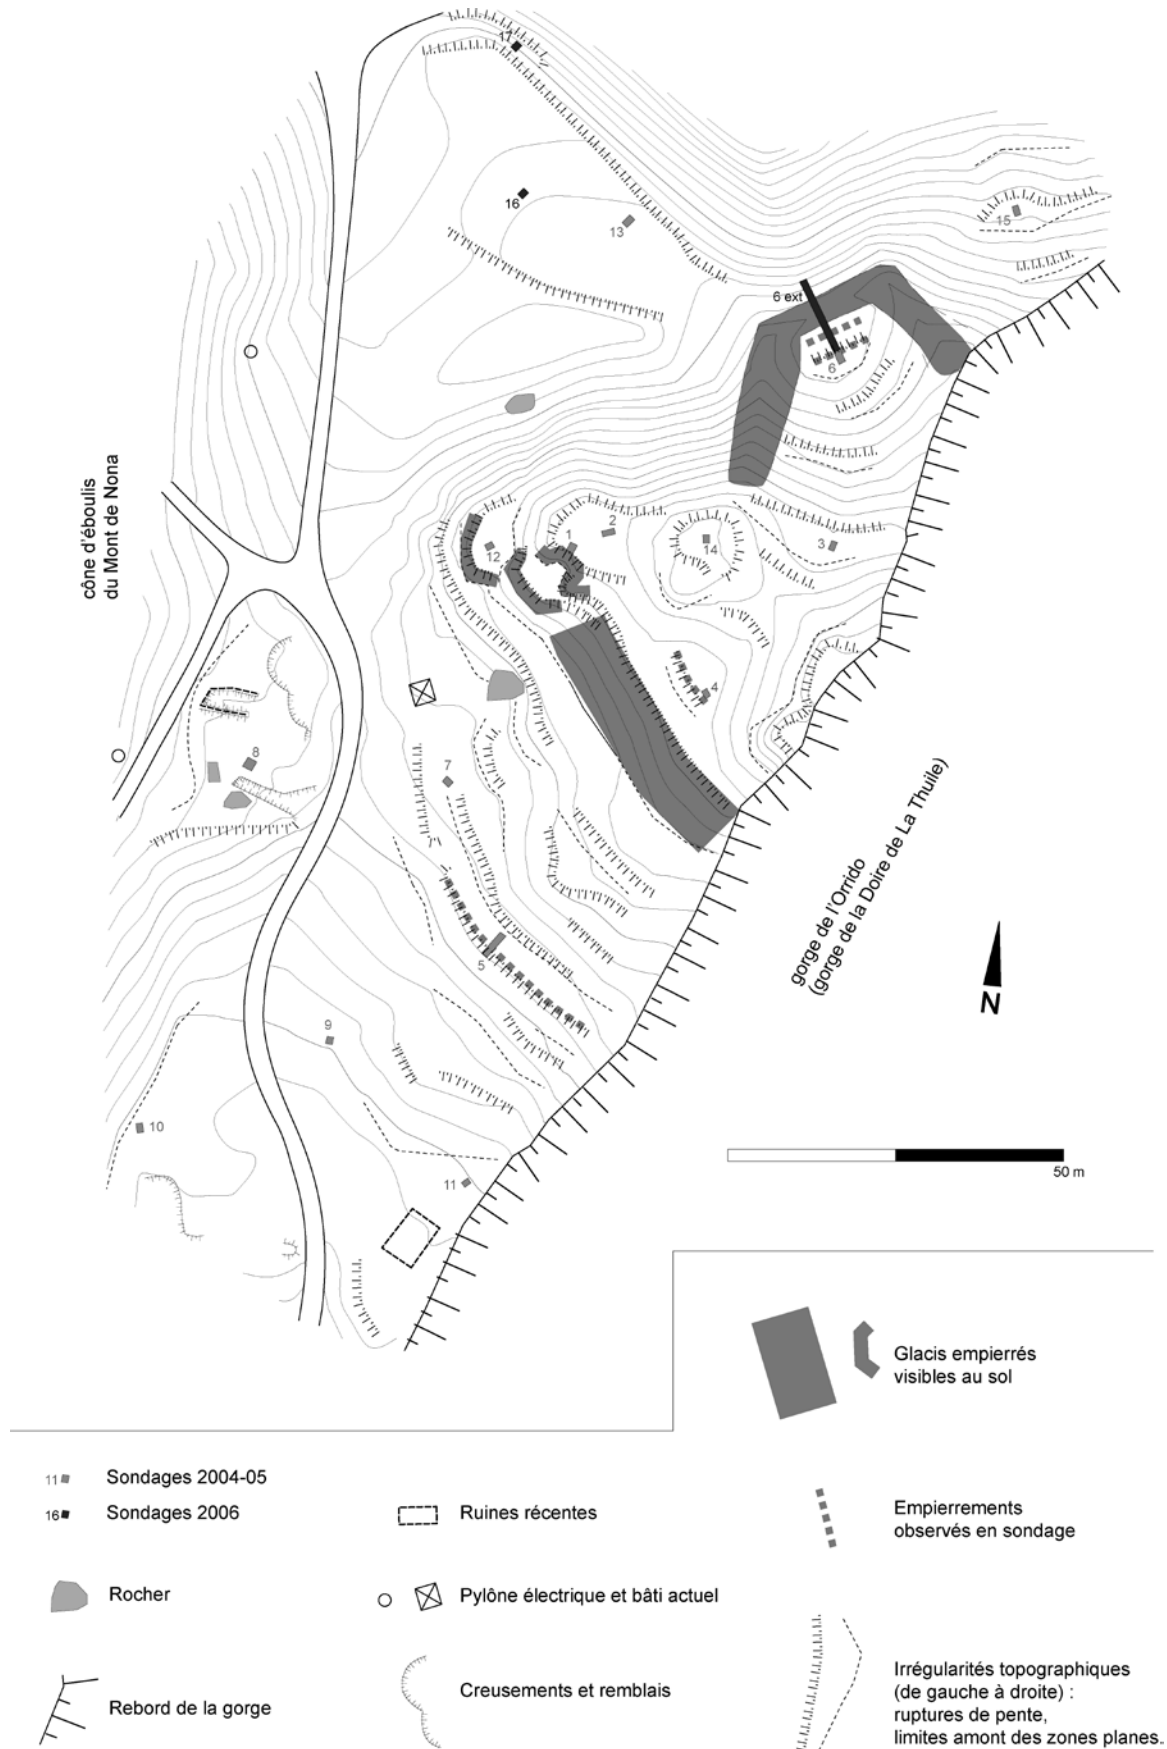 17
16
13
15
6 ext
6
cône d'éboulis
du Mont de Nona
2
1
12
14
3
4
8
7
gorge de l'Orrido
(gorge de la Doire de La Thuile)
5
N
9
10
11
50 m
Glacis empierrés
visibles au sol
11 Sondages 2004-05
16 Sondages 2006
Ruines récentes
Empierrements
observés en sondage
Rocher
Pylône électrique et bâti actuel
Rebord de la gorge
Creusements et remblais
Irrégularités topographiques
(de gauche à droite) :
ruptures de pente,
limites amont des zones planes.